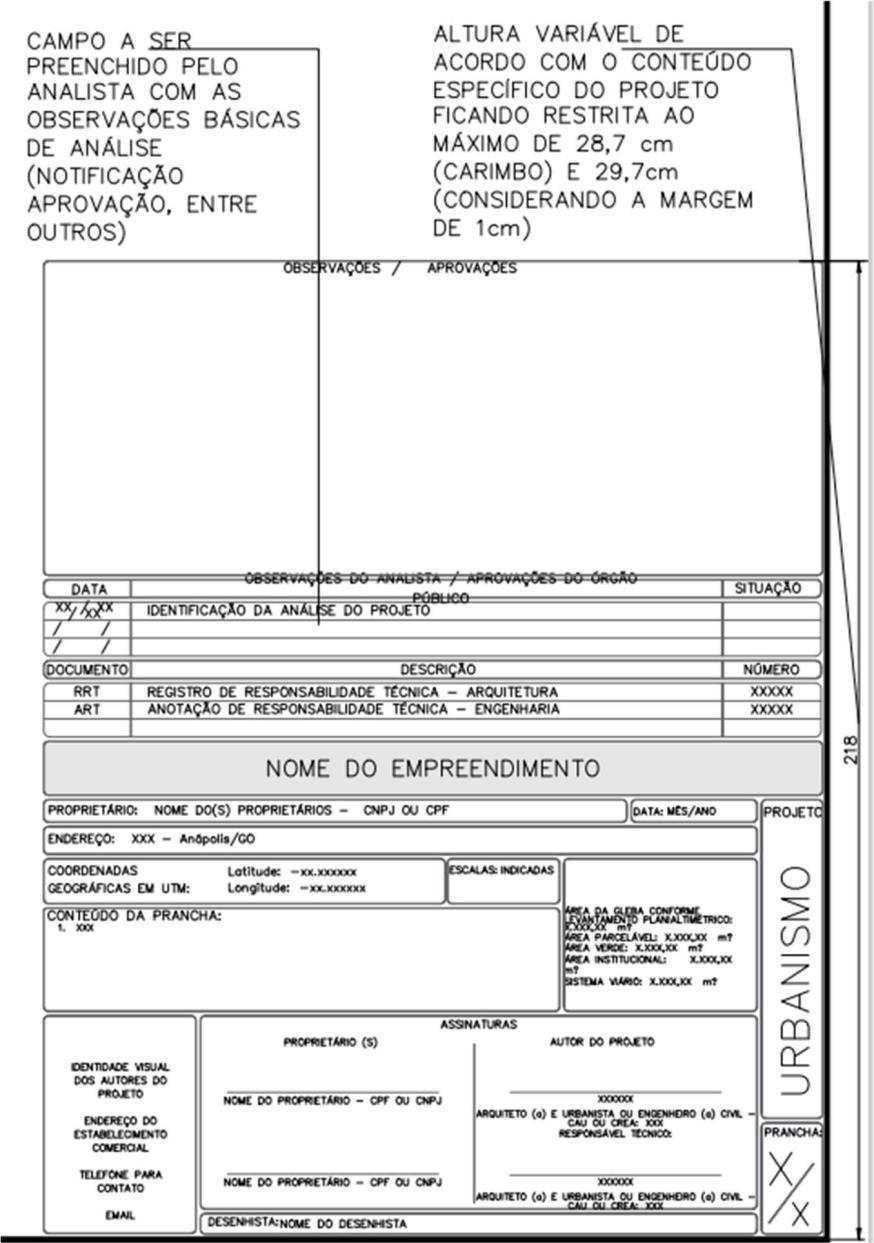 CAMPO A SER
PREENCHIDO PELO
ANALISTA COM AS
OBSERVAÇÕES BÁSICAS
DE ANÁLISE
(NOTIFICAÇÃO
APROVAÇÃO, ENTRE
OUTROS)
ALTURA VARIÁVEL DE
ACORDO COM O CONTEÚDO
ESPECÍFICO DO PROJETO
FICANDO RESTRITA AO
MÁXIMO DE 28,7 cm
(CARIMBO) E 29,7cm
(CONSIDERANDO A MARGEM
DE 1cm)
OBSERVAÇÕES / APROVAÇÕES
DATA
OBSERVAÇÕES DO ANALISTA / APROVAÇÕES DO ÓRGÃO
PÚBLICO
SITUAÇÃO
XX/XX/XX
IDENTIFICAÇÃO DA ANÁLISE DO PROJETO
/ /
/ /
DOCUMENTO DESCRIÇÃO NÚMERO
RRT REGISTRO DE RESPONSABILIDADE TÉCNICA – ARQUITETURA XXXXX
ART ANOTAÇÃO DE RESPONSABILIDADE TÉCNICA – ENGENHARIA XXXXX
218
NOME DO EMPREENDIMENTO
PROPRIETÁRIO: NOME DO(S) PROPRIETÁRIOS – CNPJ OU CPF
DATA: MÊS/ANO
PROJETO
URBANISMO
ENDEREÇO: XXX – Anápolis/GO
COORDENADAS
GEOGRÁFICAS EM UTM:
Latitude: –xx.xxxxxx
Longitude: –xx.xxxxxx
ESCALAS: INDICADAS
CONTEÚDO DA PRANCHA:
1. XXX
ÁREA DA GLEBA CONFORME
LEVANTAMENTO PLANIALTIMÉTRICO:
X.XXX,XX m?
ÁREA PARCELÁVEL: X.XXX,XX m?
ÁREA VERDE: X.XXX,XX m?
ÁREA INSTITUCIONAL: X.XXX,XX
m?
SISTEMA VIÁRIO: X.XXX,XX m?
IDENTIDADE VISUAL
DOS AUTORES DO
PROJETO
ENDEREÇO DO
ESTABELECIMENTO
COMERCIAL
TELEFONE PARA
CONTATO
EMAIL
ASSINATURAS
PROPRIETÁRIO (S)
NOME DO PROPRIETÁRIO – CPF OU CNPJ
NOME DO PROPRIETÁRIO – CPF OU CNPJ
AUTOR DO PROJETO
XXXXXX
ARQUITETO (a) E URBANISTA OU ENGENHEIRO (a) CIVIL –
CAU OU CREA: XXX
RESPONSÁVEL TÉCNICO:
XXXXXX
ARQUITETO (a) E URBANISTA OU ENGENHEIRO (a) CIVIL –
CAU OU CREA: XXX
DESENHISTA: NOME DO DESENHISTA
PRANCHA:
X/X